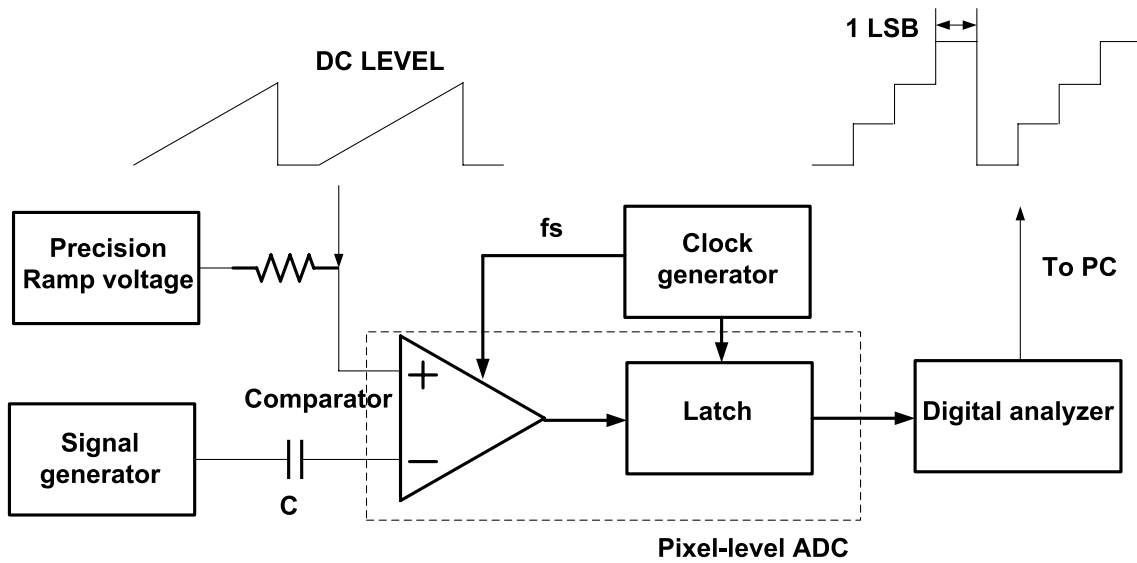 1 LSB
DC LEVEL
Precision
Ramp voltage
fs
Clock
generator
To PC
+
Comparator
Latch
Digital analyzer
Signal
generator
−
C
Pixel-level ADC